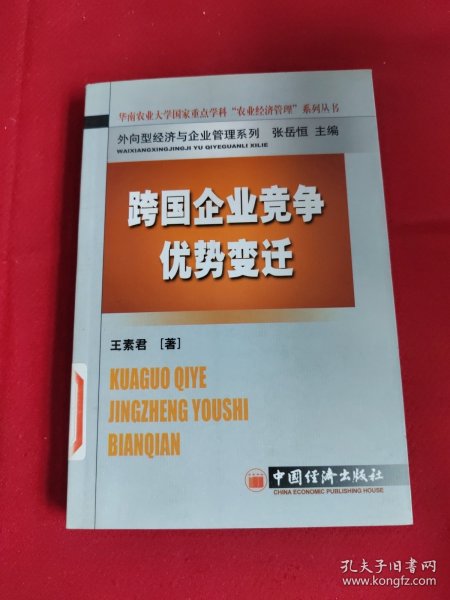 华南农业大学国家重点学科“农业经济管理”系列丛书
外向型经济与企业管理系列 张岳恒 主编
WAIXIANGXINGJINGJI YU QIYEGUANLI XILIE
跨国企业竞争
优势变迁
王素君 [著]
KUAGUO QIYE
JINGZHENG YOUSHI
BIANQIAN
中国经济出版社
CHINA ECONOMIC PUBLISHING HOUSE
孔夫子旧书网
www.kongfz.com